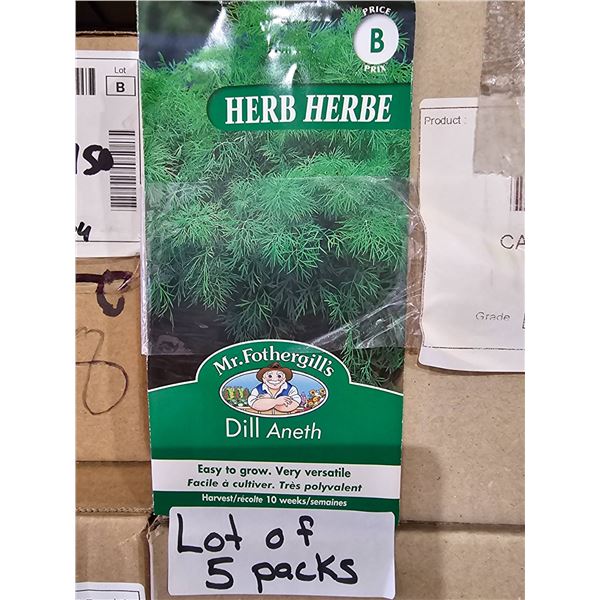 PRICE
B
PRIX
HERB HERBE
Mr.Fothergill's
Dill Aneth
Easy to grow. Very versatile
Facile à cultiver. Très polyvalent
Harvest/récolte 10 weeks/semaines
Lot of
5 packs
Lot
B
Product :
CA
Grade